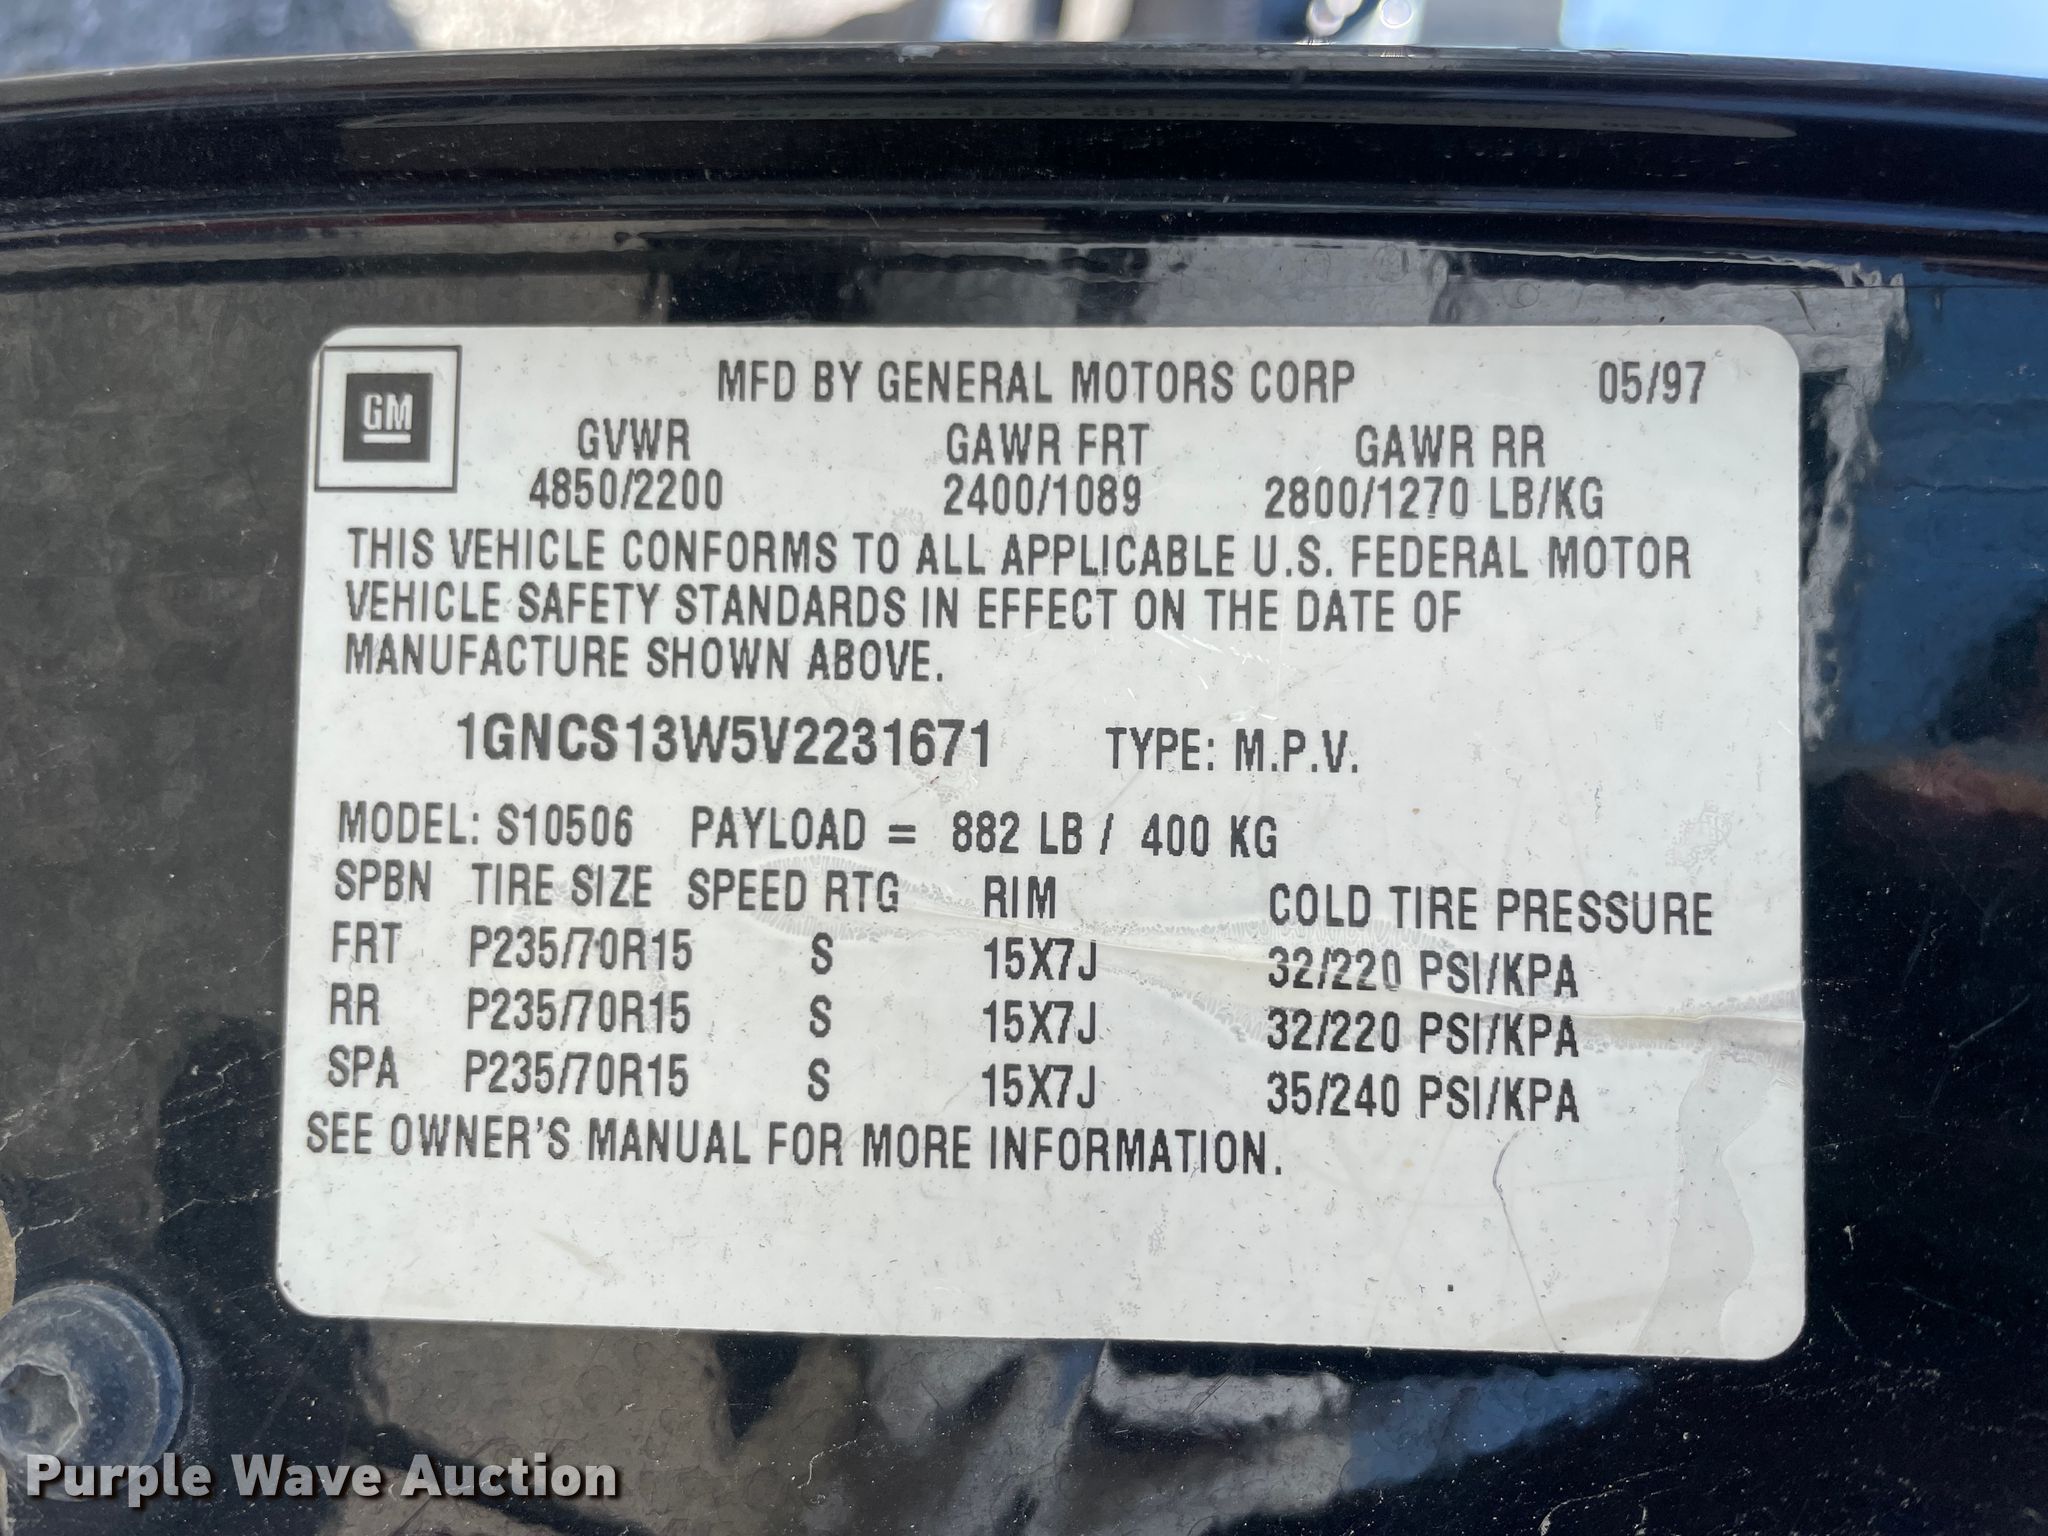 MFD BY GENERAL MOTORS CORP 05/97
GM
GVWR GAWR FRT GAWR RR
4850/2200 2400/1089 2800/1270 LB/KG
THIS VEHICLE CONFORMS TO ALL APPLICABLE U.S. FEDERAL MOTOR
VEHICLE SAFETY STANDARDS IN EFFECT ON THE DATE OF
MANUFACTURE SHOWN ABOVE.
1GNCS13W5V2231671 TYPE: M.P.V.
MODEL: S10506 PAYLOAD = 882 LB / 400 KG
SPBN TIRE SIZE SPEED RTG RIM COLD TIRE PRESSURE
FRT P235/70R15 S 15X7J 32/220 PSI/KPA
RR P235/70R15 S 15X7J 32/220 PSI/KPA
SPA P235/70R15 S 15X7J 35/240 PSI/KPA
SEE OWNER'S MANUAL FOR MORE INFORMATION.
Purple Wave Auction